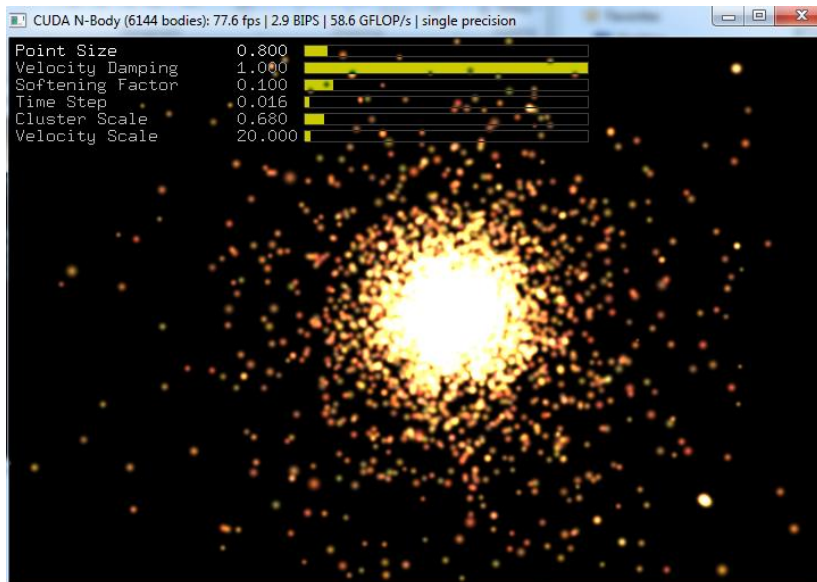 CUDA N-Body (6144 bodies): 77.6 fps | 2.9 BIPS | 58.6 GFLOP/s | single precision
Point Size 0.800
Velocity Damping 1.000
Softening Factor 0.100
Time Step 0.016
Cluster Scale 0.680
Velocity Scale 20.000